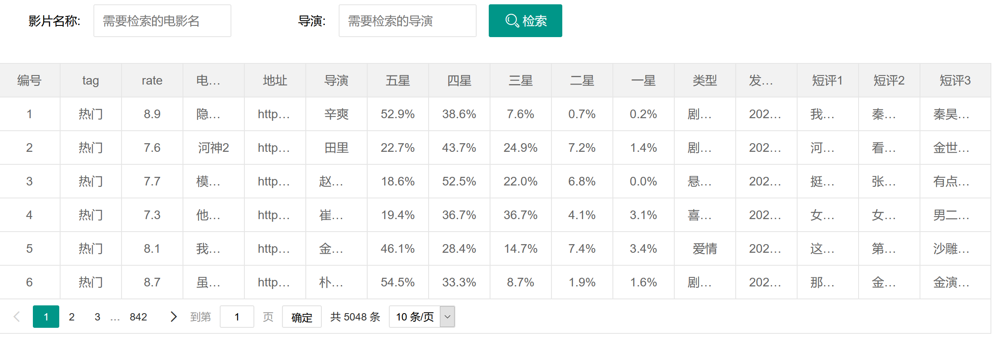 影片名称: 需要检索的电影名 导演: 需要检索的导演 检索
编号 tag rate 电... 地址 导演 五星 四星 三星 二星 一星 类型 发... 短评1 短评2 短评3
1 热门 8.9 隐... http... 辛爽 52.9% 38.6% 7.6% 0.7% 0.2% 剧... 202... 我... 秦... 秦昊...
2 热门 7.6 河神2 http... 田里 22.7% 43.7% 24.9% 7.2% 1.4% 剧... 202... 河... 看... 金世...
3 热门 7.7 模... http... 赵... 18.6% 52.5% 22.0% 6.8% 0.0% 悬... 202... 挺... 张... 有点...
4 热门 7.3 他... http... 崔... 19.4% 36.7% 36.7% 4.1% 3.1% 喜... 202... 女... 女... 男二...
5 热门 8.1 我... http... 金... 46.1% 28.4% 14.7% 7.4% 3.4% 爱情 202... 这... 第... 沙雕...
6 热门 8.7 虽... http... 朴... 54.5% 33.3% 8.7% 1.9% 1.6% 剧... 202... 那... 金... 金演...
1 2 3 ... 842 到第 1 页 确定 共 5048 条 10 条/页